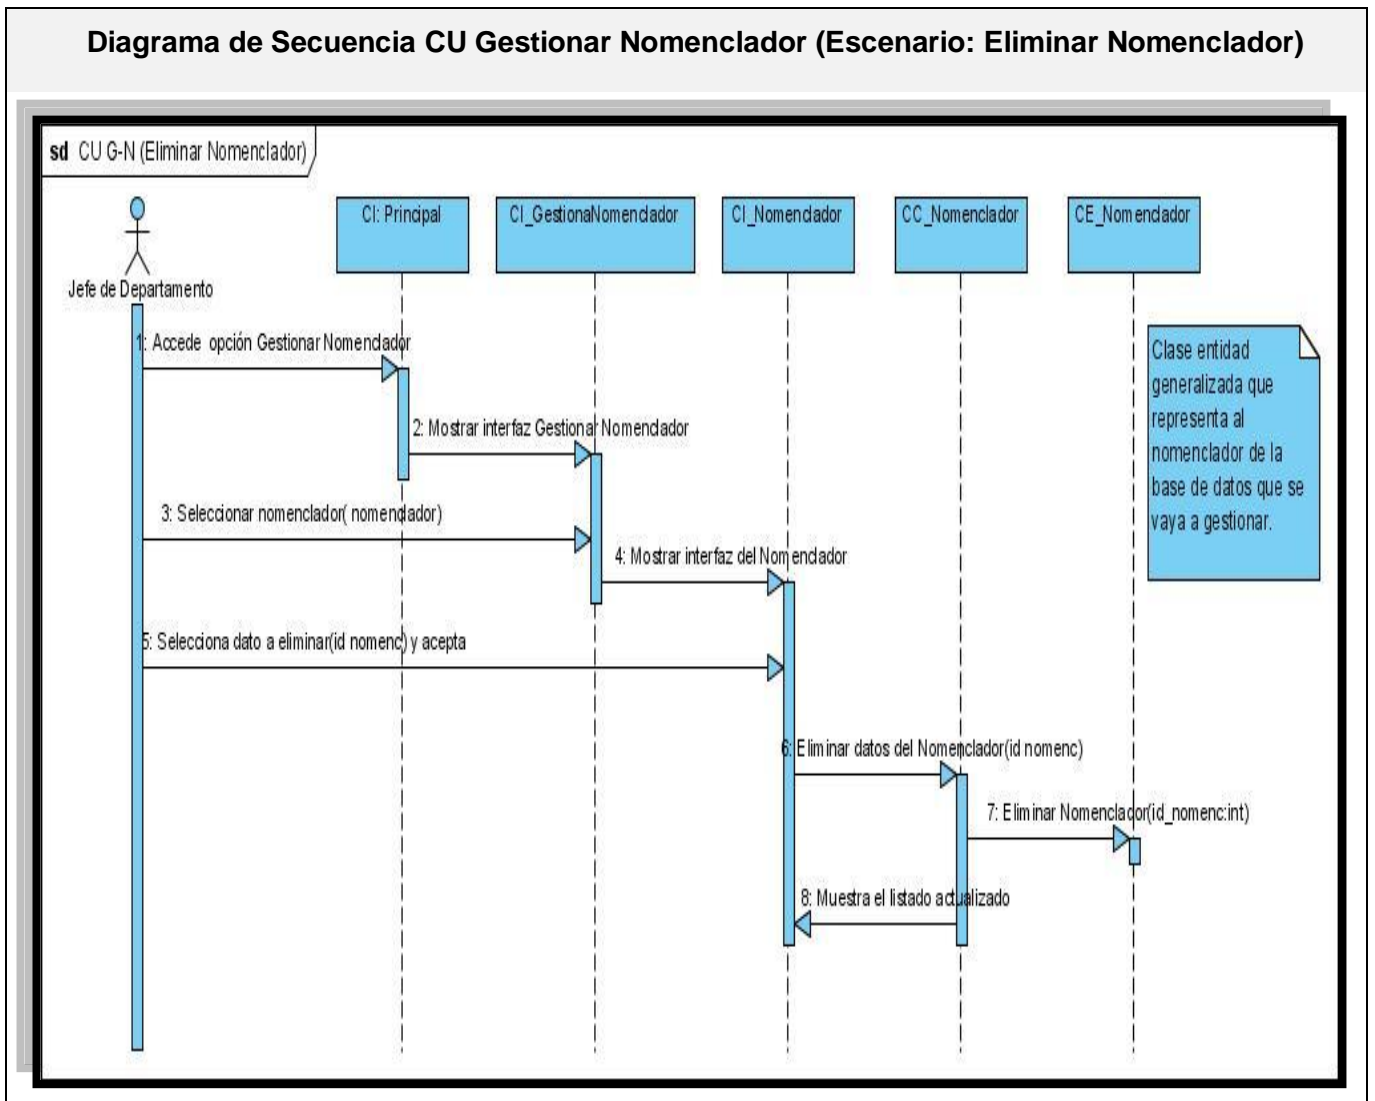 Diagrama de Secuencia CU Gestionar Nomenclador (Escenario: Eliminar Nomenclador)
sd CU G-N (Eliminar Nomenclador)
Jefe de Departamento
CI: Principal
CI_GestionaNomenclador
CI_Nomenclador
CC_Nomenclador
CE_Nomenclador
1: Accede opción Gestionar Nomenclador
2: Mostrar interfaz Gestionar Nomenclador
3: Seleccionar nomenclador( nomenclador)
4: Mostrar interfaz del Nomenclador
5: Selecciona dato a eliminar(id nomenc) y acepta
6: Eliminar datos del Nomenclador(id nomenc)
7: Eliminar Nomenclador(id_nomenc:int)
8: Muestra el listado actualizado
Clase entidad
generalizada que
representa al
nomenclador de la
base de datos que se
vaya a gestionar.